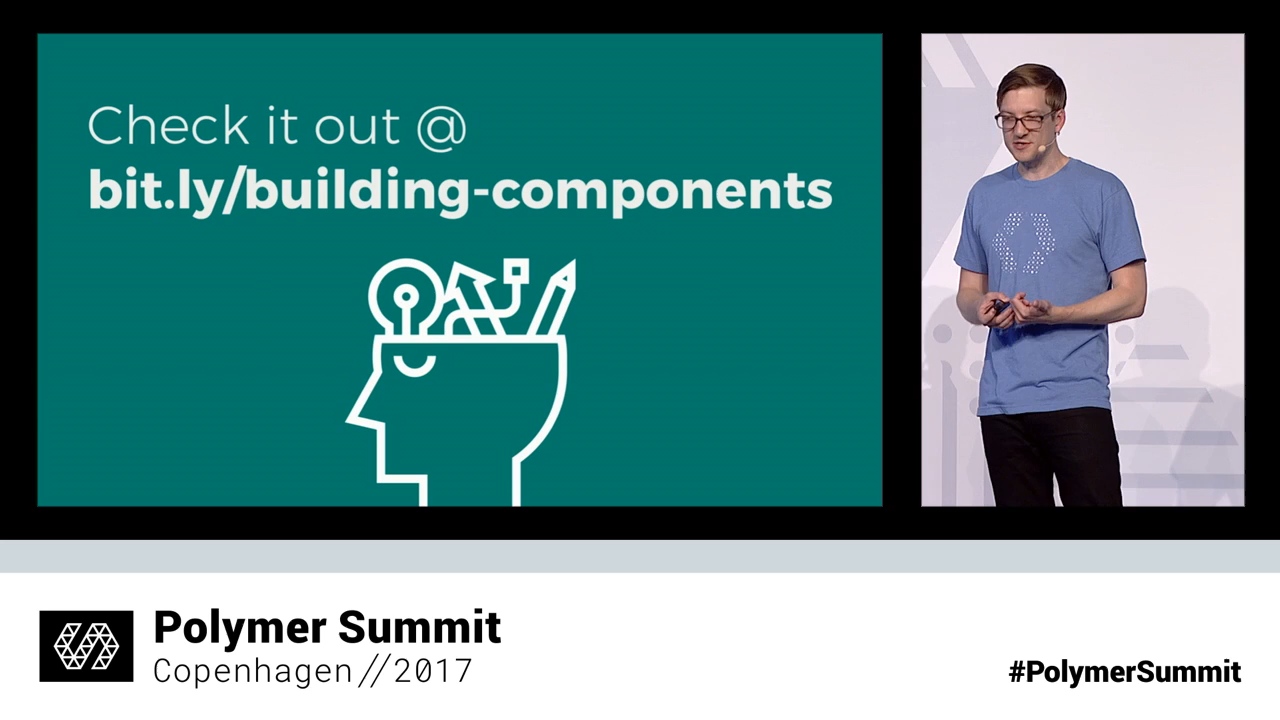 Check it out @
bit.ly/building-components
Polymer Summit
Copenhagen//2017
#PolymerSummit